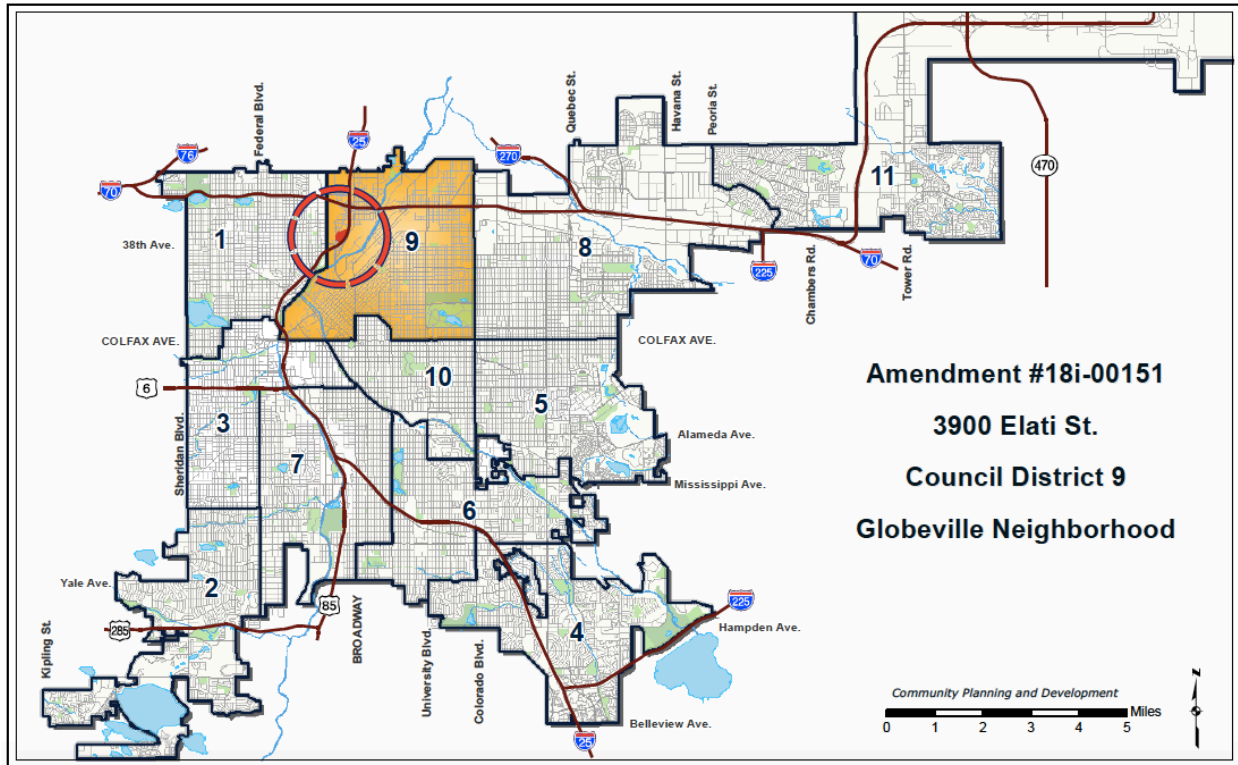 Federal Blvd.
Quebec St.
Havana St.
Peoria St.
25
76
270
70
470
11
1
9
8
38th Ave.
225
70
Chambers Rd.
Tower Rd.
COLFAX AVE.
COLFAX AVE.
6
10
5
3
Sheridan Blvd.
7
Alameda Ave.
Mississippi Ave.
6
Yale Ave.
2
85
BROADWAY
University Blvd.
Colorado Blvd.
4
225
Hampden Ave.
285
Kipling St.
Belleview Ave.
25
Amendment #18i-00151
3900 Elati St.
Council District 9
Globeville Neighborhood
Community Planning and Development
Miles
0 1 2 3 4 5